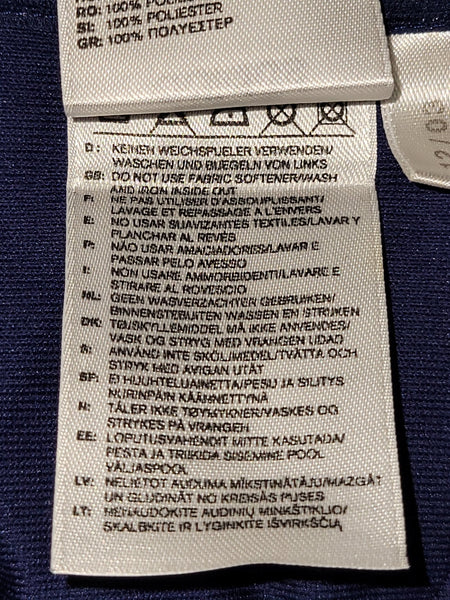 RO: 100% POLIESTER
SL: 100% POLIESTER
GR: 100% ΠΟΛΥΕΣΤΕΡ
12/08
D: KEINEN WEICHSPUELER VERWENDEN/
WASCHEN UND BUEGELN VON LINKS
GB: DO NOT USE FABRIC SOFTENER/WASH
AND IRON INSIDE OUT
F: NE PAS UTILISER D'ASSOUPLISSANT/
LAVAGE ET REPASSAGE A L'ENVERS
E: NO USAR SUAVIZANTES TEXTILES/LAVAR Y
PLANCHAR AL REVÉS
P: NÃO USAR AMACIADORES/LAVAR E
PASSAR PELO AVESSO
I: NON USARE AMMORBIDENTI/LAVARE E
STIRARE AL ROVESCIO
NL: GEEN WASVERZACHTER GEBRUIKEN/
BINNENSTEBUITEN WASSEN EN STRIJKEN
DK: TØJSKYLLEMIDDEL MÅ IKKE ANVENDES/
VASK OG STRYG MED VRANGEN UDAD
S: ANVÄND INTE SKÖLJMEDEL/TVÄTTA OCH
STRYK MED AVIGAN UTÅT
SF: EI HUUHTELUAINETTA/PESU JA SILITYS
NURINPÄIN KÄÄNNETTYNÄ
N: TÅLER IKKE TØYMYKNER/VASKES OG
STRYKES PÅ VRANGEN
EE: LOPUTUSVAHENDIT MITTE KASUTADA/
PESTA JA TRIIKIDA SISEMINE POOL
VÄLJASPOOL
LV: NELIETOT AUDUMA MĪKSTINĀTĀJU/MAZGĀT
UN GLUDINĀT NO KREISĀS PUSES
LT: NENAUDOKITE AUDINIŲ MINKŠTIKLIO/
SKALBKITE IR LYGINKITE IŠVIRKŠČIĄ